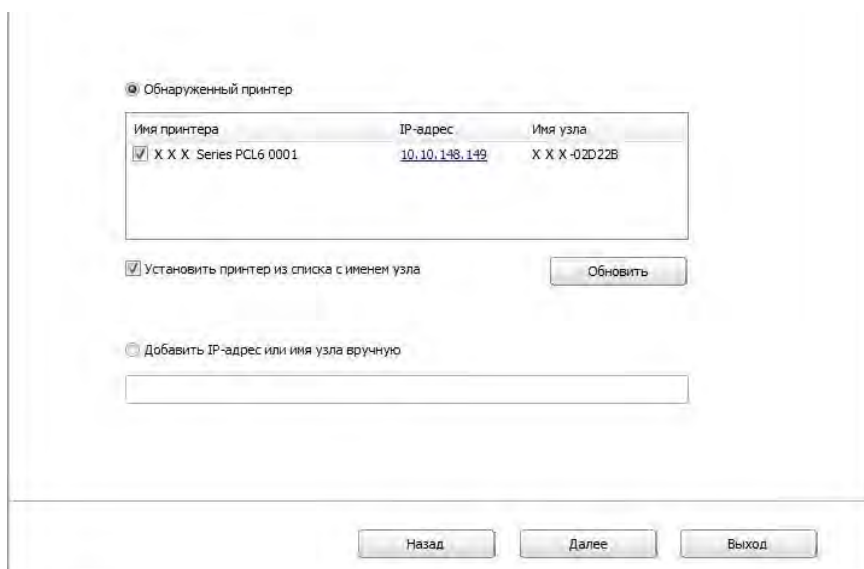 Обнаруженный принтер
Имя принтера IP-адрес Имя узла
X X X Series PCL6 0001 10.10.148.149 X X X-02D22B
Установить принтер из списка с именем узла Обновить
Добавить IP-адрес или имя узла вручную
Назад Далее Выход